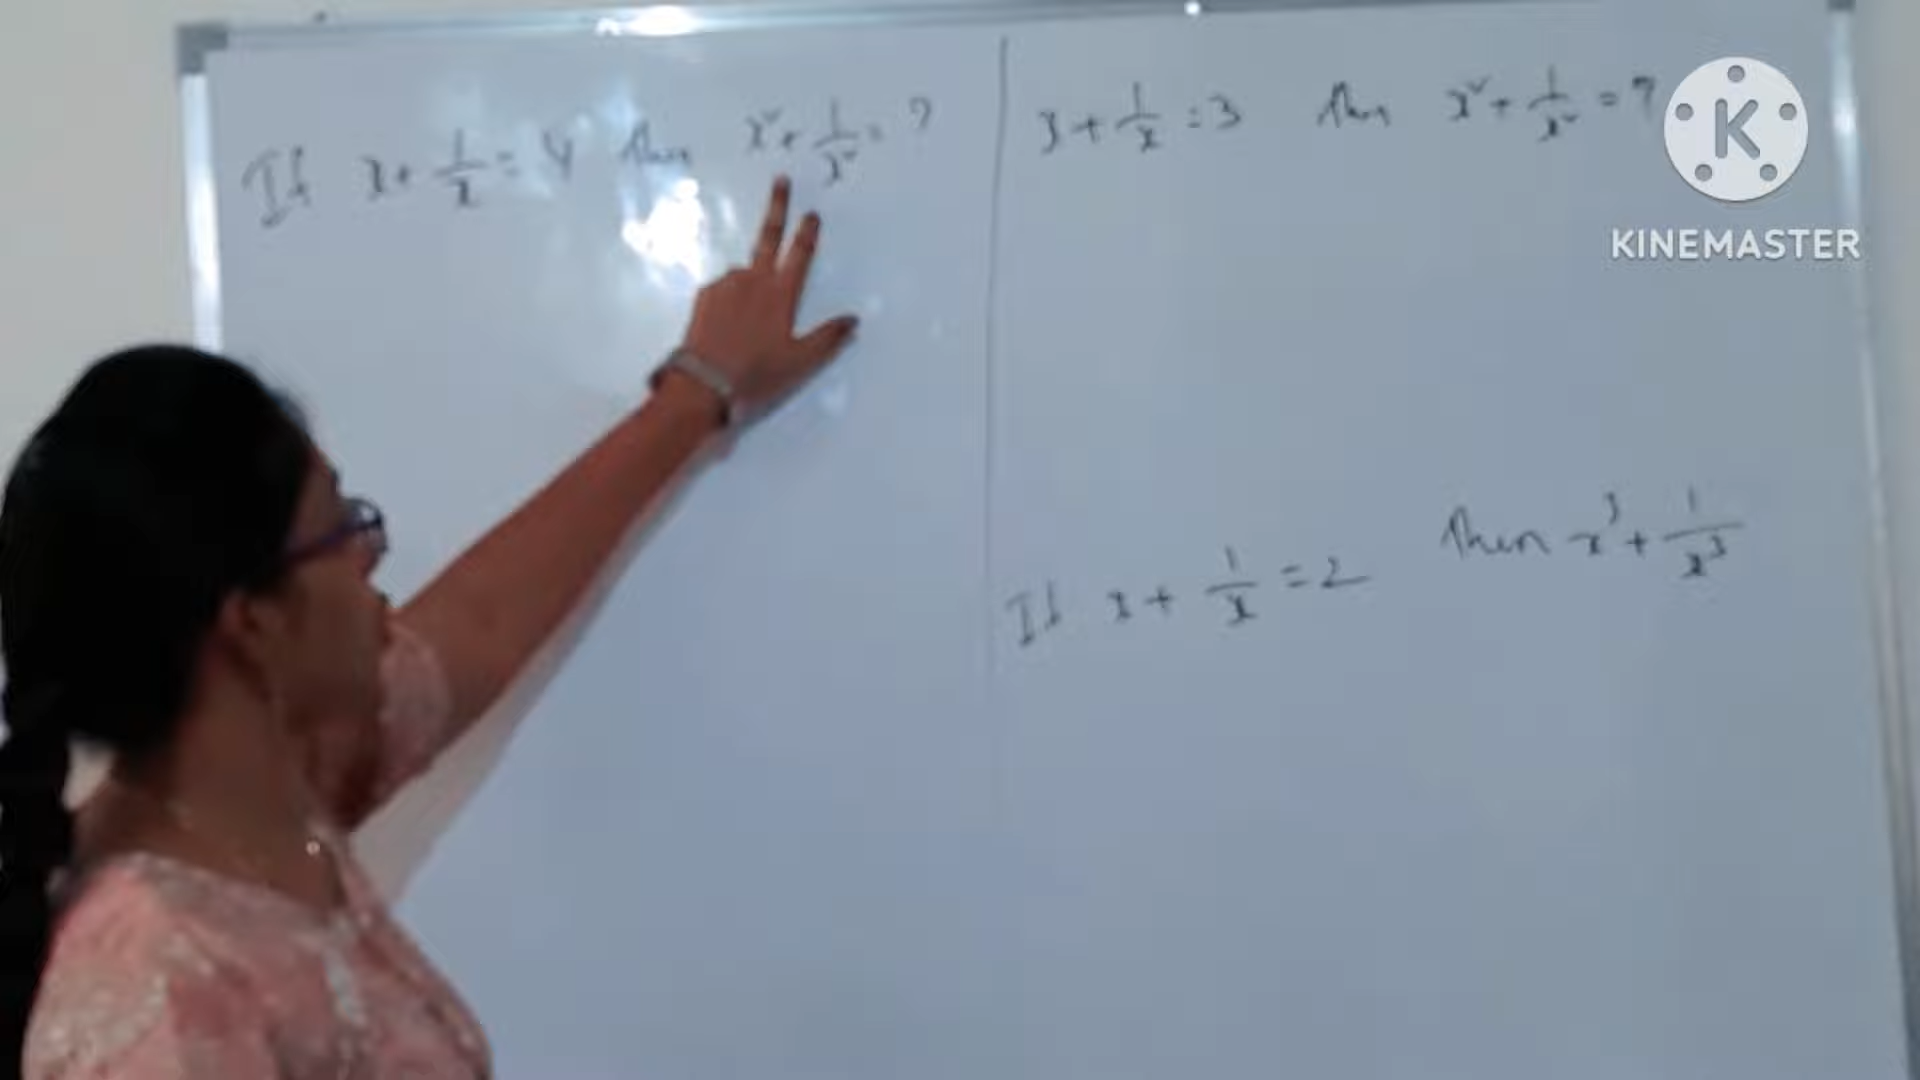 If x + 1/x = 4 then x² + 1/x² = ?
x + 1/x = 3 then x² + 1/x² = ?
KINEMASTER
If x + 1/x = 2 then x³ + 1/x³